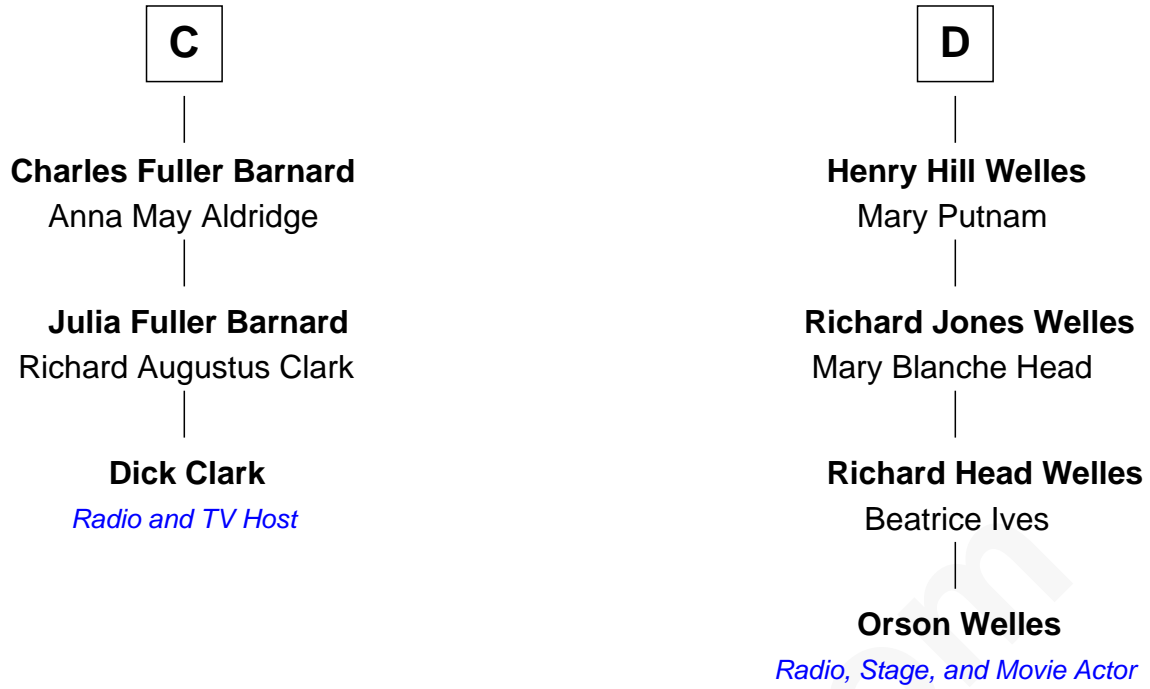 C
Charles Fuller Barnard
Anna May Aldridge
Julia Fuller Barnard
Richard Augustus Clark
Dick Clark
Radio and TV Host
D
Henry Hill Welles
Mary Putnam
Richard Jones Welles
Mary Blanche Head
Richard Head Welles
Beatrice Ives
Orson Welles
Radio, Stage, and Movie Actor